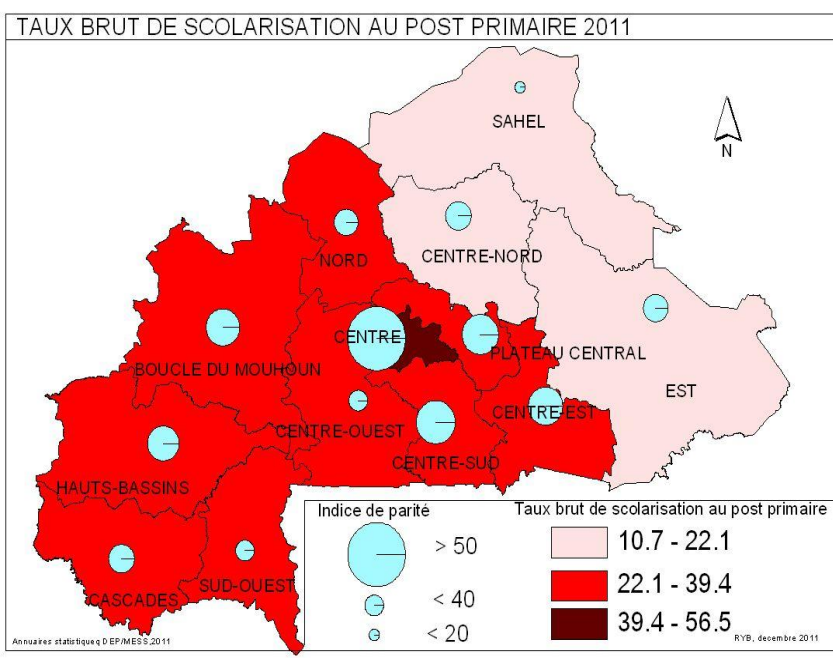 TAUX BRUT DE SCOLARISATION AU POST PRIMAIRE 2011
SAHEL
N
CENTRE-NORD
NORD
CENTRE
PLATEAU CENTRAL
BOUCLE DU MOUHOUN
EST
CENTRE-EST
CENTRE-OUEST
CENTRE-SUD
HAUTS-BASSINS
SUD-OUEST
CASCADES
Indice de parité
> 50
< 40
< 20
Taux brut de scolarisation au post primaire
10.7 - 22.1
22.1 - 39.4
39.4 - 56.5
Annuaires statistiqueq DEP/MESS,2011
RYB, decembre 2011